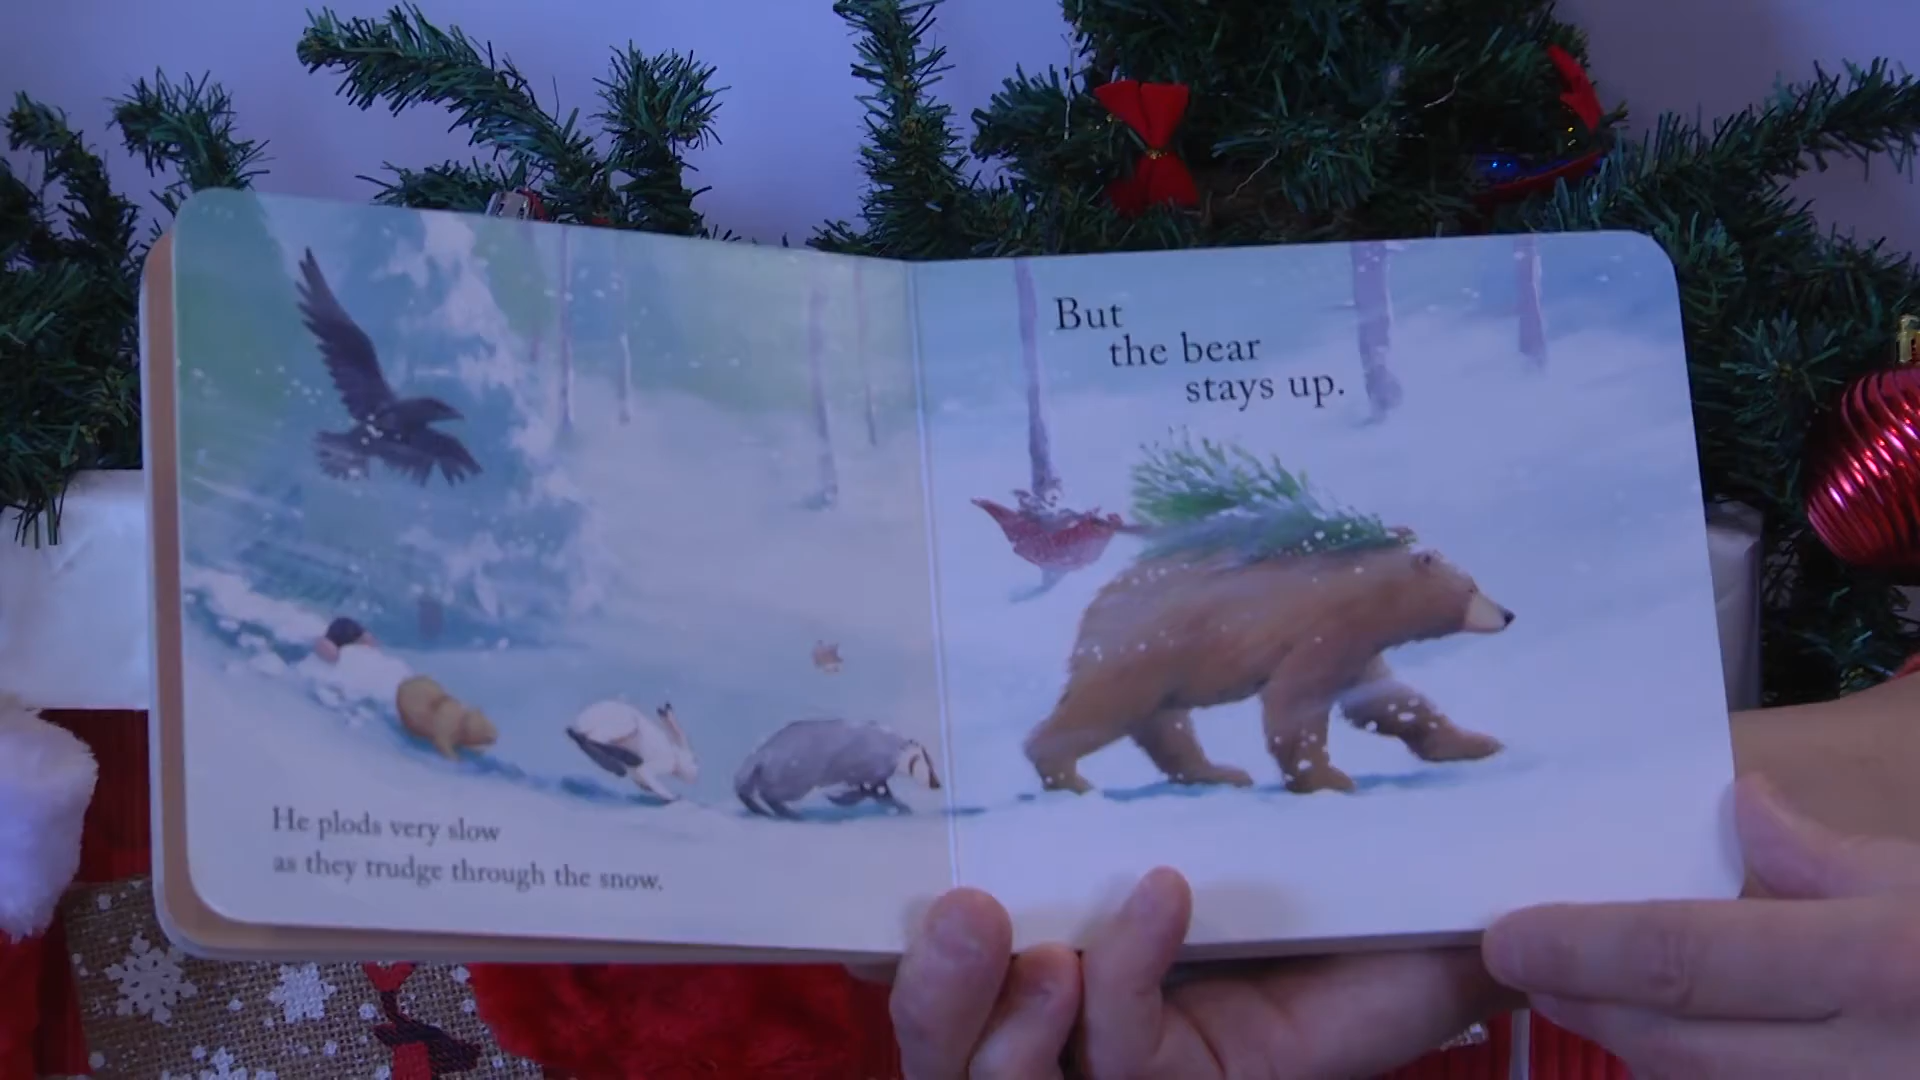 He plods very slow
as they trudge through the snow.
But
the bear
stays up.